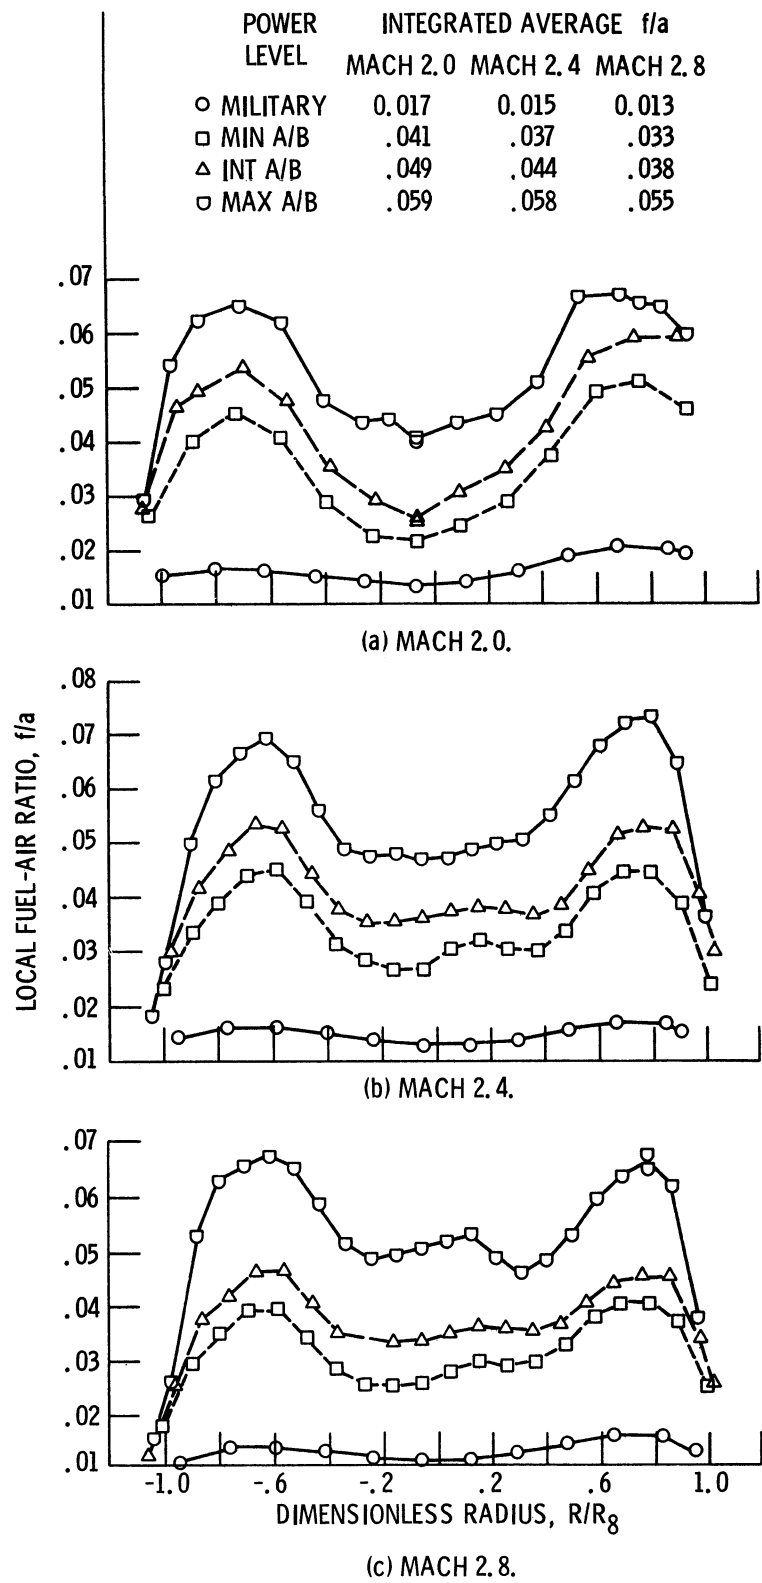 POWER LEVEL INTEGRATED AVERAGE f/a
MACH 2.0 MACH 2.4 MACH 2.8
MILITARY 0.017 0.015 0.013
MIN A/B .041 .037 .033
INT A/B .049 .044 .038
MAX A/B .059 .058 .055
.07
.06
.05
.04
.03
.02
.01
(a) MACH 2.0.
LOCAL FUEL-AIR RATIO, f/a
.08
.07
.06
.05
.04
.03
.02
.01
(b) MACH 2.4.
.07
.06
.05
.04
.03
.02
.01
-1.0 -.6 -.2 .2 .6 1.0
DIMENSIONLESS RADIUS, R/R8
(c) MACH 2.8.